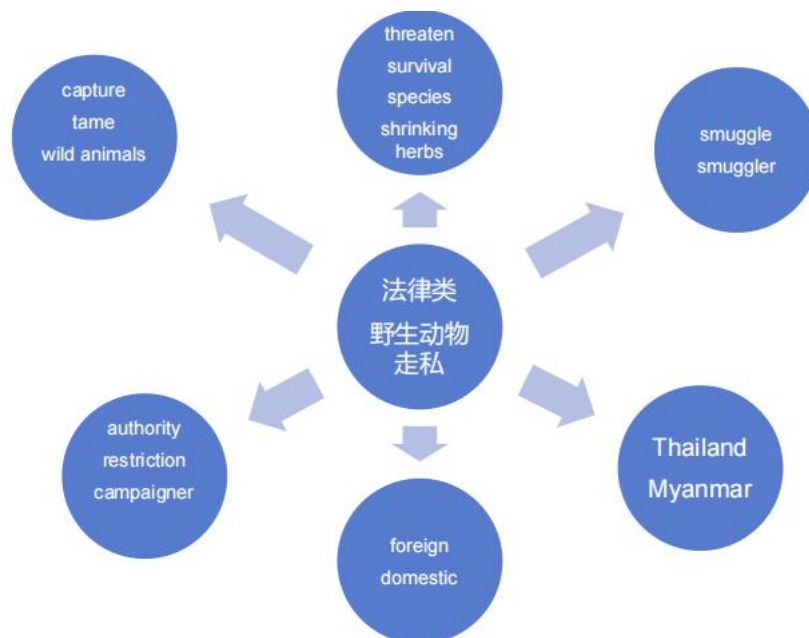 threaten
survival
species
shrinking
herbs
capture
tame
wild animals
smuggle
smuggler
法律类
野生动物
走私
authority
restriction
campaigner
Thailand
Myanmar
foreign
domestic